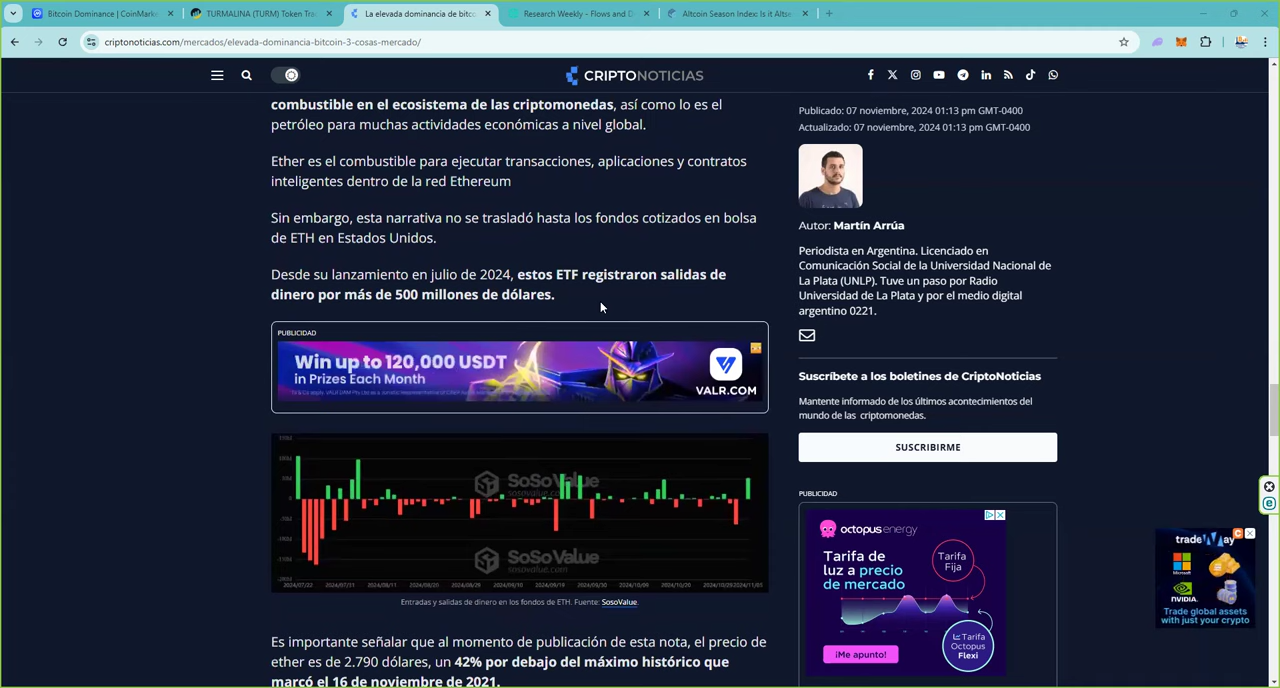 Bitcoin Dominance | CoinMarke
TURMALINA (TURM) Token Tra
La elevada dominancia de bitco
Research Weekly - Flows and D
Altcoin Season Index: Is it Altse
criptonoticias.com/mercados/elevada-dominancia-bitcoin-3-cosas-mercado/
CRIPTONOTICIAS
combustible en el ecosistema de las criptomonedas, así como lo es el
petróleo para muchas actividades económicas a nivel global.
Ether es el combustible para ejecutar transacciones, aplicaciones y contratos
inteligentes dentro de la red Ethereum
Sin embargo, esta narrativa no se trasladó hasta los fondos cotizados en bolsa
de ETH en Estados Unidos.
Desde su lanzamiento en julio de 2024, estos ETF registraron salidas de
dinero por más de 500 millones de dólares.
PUBLICIDAD
Win up to 120,000 USDT
in Prizes Each Month
VALR.COM
SoSoValue
sosovalue.com
SoSoValue
sosovalue.com
Entradas y salidas de dinero en los fondos de ETH. Fuente: SosoValue.
Es importante señalar que al momento de publicación de esta nota, el precio de
ether es de 2.790 dólares, un 42% por debajo del máximo histórico que
marcó el 16 de noviembre de 2021.
Publicado: 07 noviembre, 2024 01:13 pm GMT-0400
Actualizado: 07 noviembre, 2024 01:13 pm GMT-0400
Autor: Martín Arrúa
Periodista en Argentina. Licenciado en
Comunicación Social de la Universidad Nacional de
La Plata (UNLP). Tuve un paso por Radio
Universidad de La Plata y por el medio digital
argentino 0221.
Suscríbete a los boletines de CriptoNoticias
Mantente informado de los últimos acontecimientos del
mundo de las criptomonedas.
SUSCRIBIRME
PUBLICIDAD
octopus energy
Tarifa de
luz a precio
de mercado
Tarifa
Fija
Tarifa
Octopus
Flexi
¡Me apunto!
tradeWay
Microsoft
NVIDIA.
Trade global assets
with just your crypto